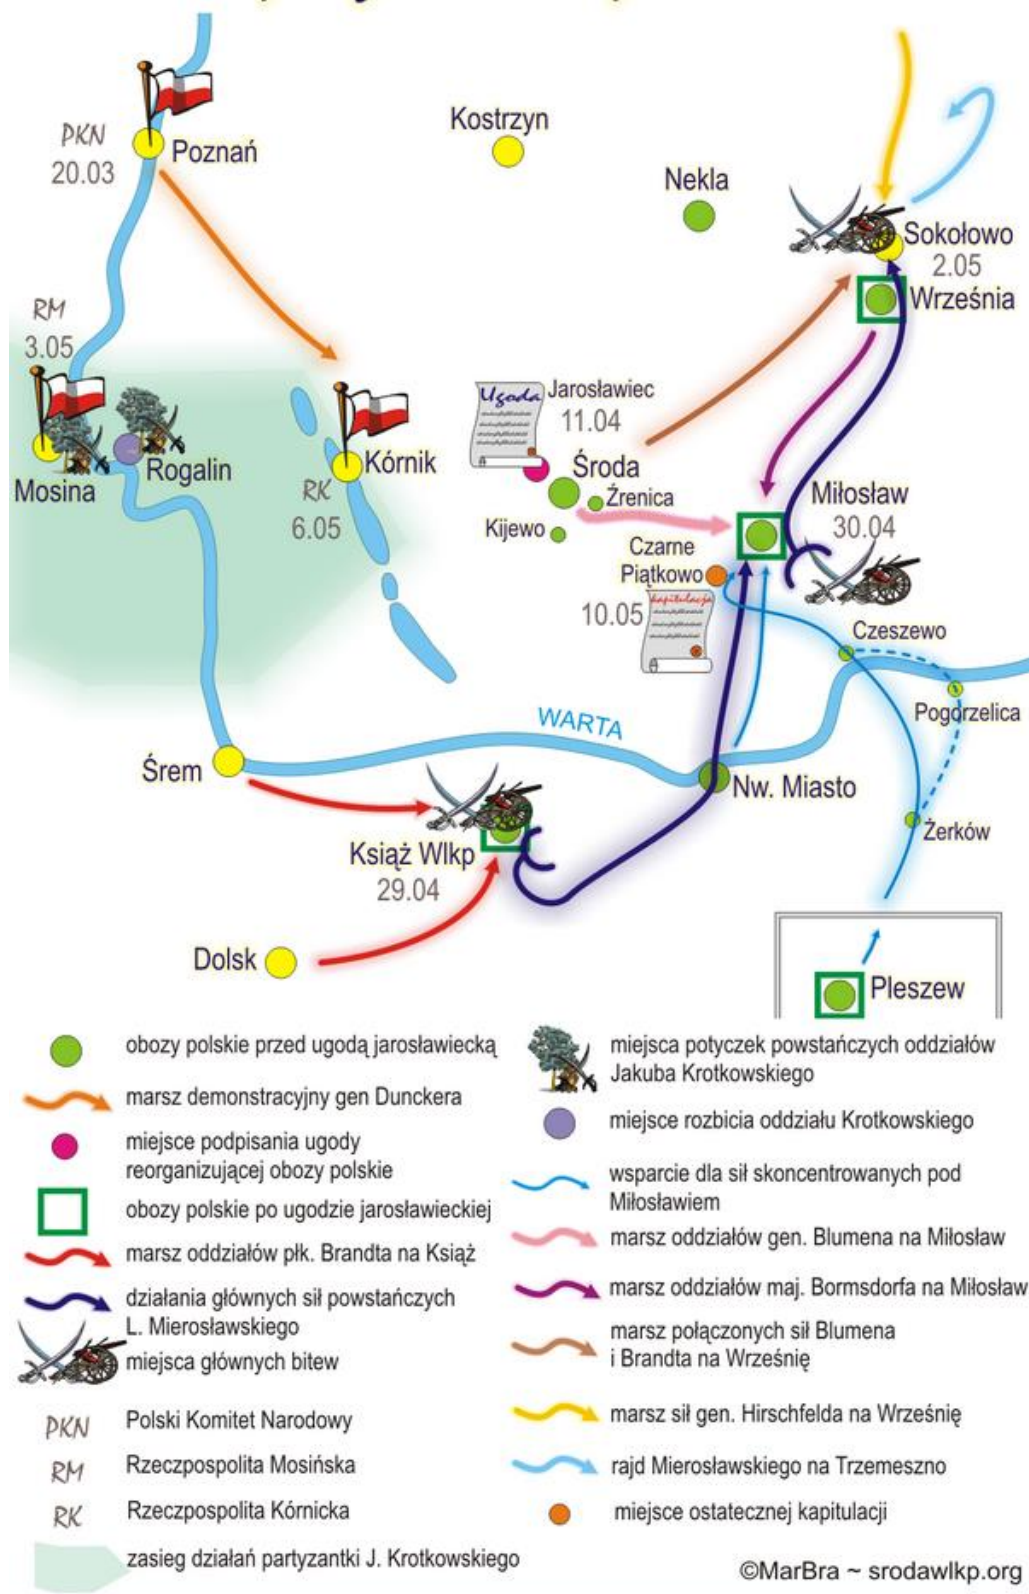 PKN
20.03
Poznań
Kostrzyn
Nekla
Sokołowo
2.05
Września
RM
3.05
Mosina
Rogalin
Kórnik
RK
6.05
Ugoda
Jarosławiec
11.04
Środa
Źrenica
Kijewo
Miłosław
30.04
Czarne
Piątkowo
10.05
kapitulacja
Czeszewo
Pogorzelica
WARTA
Śrem
Nw. Miasto
Żerków
Książ Wlkp
29.04
Dolsk
Pleszew
obozy polskie przed ugodą jarosławiecką
marsz demonstracyjny gen Dunckera
miejsce podpisania ugody
reorganizującej obozy polskie
obozy polskie po ugodzie jarosławieckiej
marsz oddziałów płk. Brandta na Książ
działania głównych sił powstańczych
L. Mierosławskiego
miejsca głównych bitew
PKN Polski Komitet Narodowy
RM Rzeczpospolita Mosińska
RK Rzeczpospolita Kórnicka
zasieg działań partyzantki J. Krotkowskiego
miejsca potyczek powstańczych oddziałów
Jakuba Krotkowskiego
miejsce rozbicia oddziału Krotkowskiego
wsparcie dla sił skoncentrowanych pod
Miłosławiem
marsz oddziałów gen. Blumena na Miłosław
marsz oddziałów maj. Bormsdorfa na Miłosław
marsz połączonych sił Blumena
i Brandta na Wrześnię
marsz sił gen. Hirschfelda na Wrześnię
rajd Mierosławskiego na Trzemeszno
miejsce ostatecznej kapitulacji
©MarBra ~ srodawlkp.org